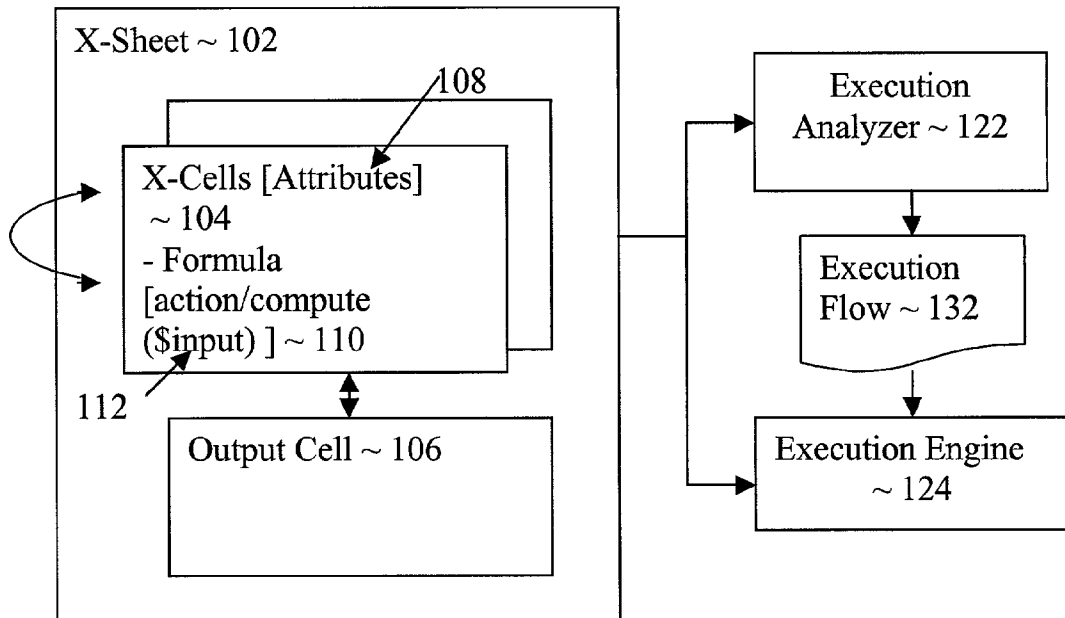 X-Sheet ~ 102
108
X-Cells [Attributes]
~ 104
- Formula
[action/compute
($input) ] ~ 110
112
Output Cell ~ 106
Execution
Analyzer ~ 122
Execution
Flow ~ 132
Execution Engine
~ 124